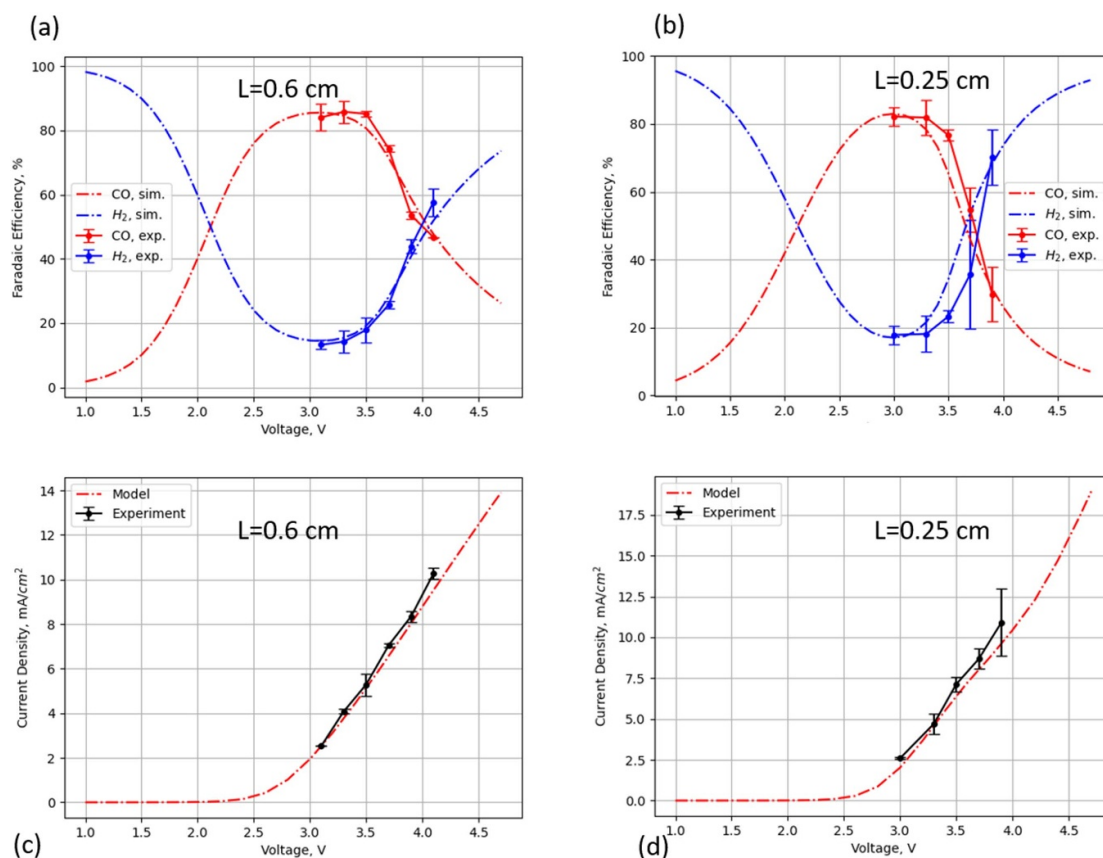 (a)
L=0.6 cm
Faradaic Efficiency, %
100
80
60
40
20
0
CO, sim.
H2, sim.
CO, exp.
H2, exp.
1.0 1.5 2.0 2.5 3.0 3.5 4.0 4.5
Voltage, V
(b)
L=0.25 cm
Faradaic Efficiency, %
100
80
60
40
20
0
CO, sim.
H2, sim.
CO, exp.
H2, exp.
1.0 1.5 2.0 2.5 3.0 3.5 4.0 4.5
Model
Experiment
L=0.6 cm
Current Density, mA/cm2
14
12
10
8
6
4
2
0
1.0 1.5 2.0 2.5 3.0 3.5 4.0 4.5
Voltage, V
(c)
Model
Experiment
L=0.25 cm
Current Density, mA/cm2
17.5
15.0
12.5
10.0
7.5
5.0
2.5
0.0
1.0 1.5 2.0 2.5 3.0 3.5 4.0 4.5
Voltage, V
(d)